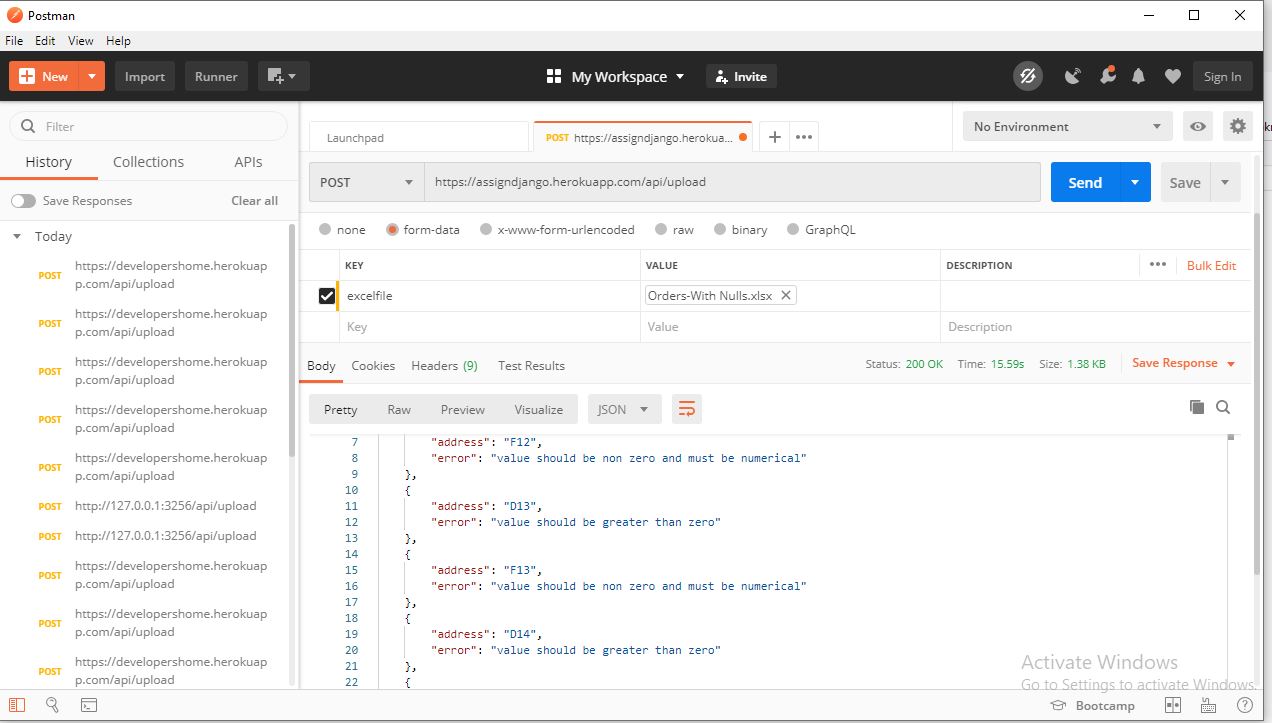 Postman
File Edit View Help
New Import Runner My Workspace Invite Sign In
Filter
History Collections APIs
Save Responses Clear all
Today
POST https://developershome.herokuap
p.com/api/upload
POST https://developershome.herokuap
p.com/api/upload
POST https://developershome.herokuap
p.com/api/upload
POST https://developershome.herokuap
p.com/api/upload
POST https://developershome.herokuap
p.com/api/upload
POST http://127.0.0.1:3256/api/upload
POST http://127.0.0.1:3256/api/upload
POST https://developershome.herokuap
p.com/api/upload
POST https://developershome.herokuap
p.com/api/upload
POST https://developershome.herokuap
p.com/api/upload
Launchpad POST https://assigndjango.herokua... No Environment
POST https://assigndjango.herokuapp.com/api/upload Send Save
none form-data x-www-form-urlencoded raw binary GraphQL
KEY VALUE DESCRIPTION ••• Bulk Edit
excelfile Orders-With Nulls.xlsx
Key Value Description
Body Cookies Headers (9) Test Results Status: 200 OK Time: 15.59s Size: 1.38 KB Save Response
Pretty Raw Preview Visualize JSON
7 "address": "F12",
8 "error": "value should be non zero and must be numerical"
9 },
10 {
11 "address": "D13",
12 "error": "value should be greater than zero"
13 },
14 {
15 "address": "F13",
16 "error": "value should be non zero and must be numerical"
17 },
18 {
19 "address": "D14",
20 "error": "value should be greater than zero"
21 },
22 {
Activate Windows
Go to Settings to activate Windows.
Bootcamp